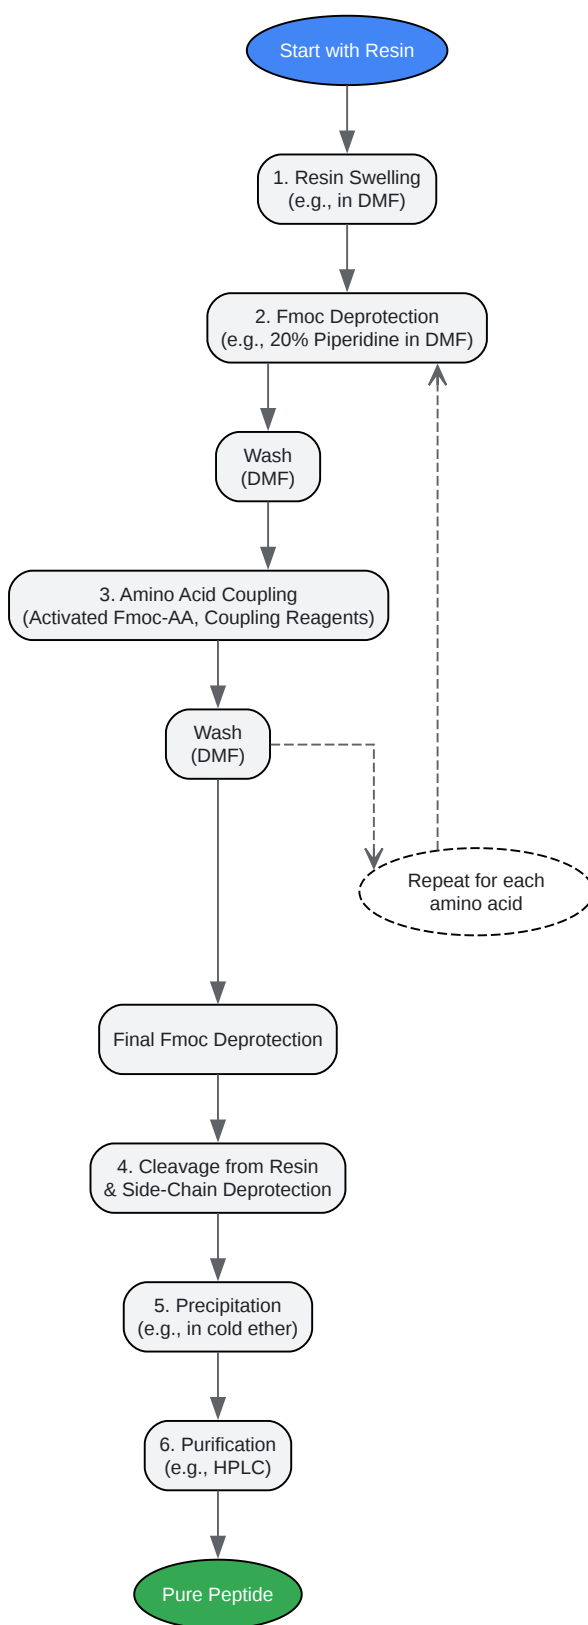 Start with Resin
1. Resin Swelling
(e.g., in DMF)
2. Fmoc Deprotection
(e.g., 20% Piperidine in DMF)
Wash
(DMF)
3. Amino Acid Coupling
(Activated Fmoc-AA, Coupling Reagents)
Wash
(DMF)
Repeat for each
amino acid
Final Fmoc Deprotection
4. Cleavage from Resin
& Side-Chain Deprotection
5. Precipitation
(e.g., in cold ether)
6. Purification
(e.g., HPLC)
Pure Peptide